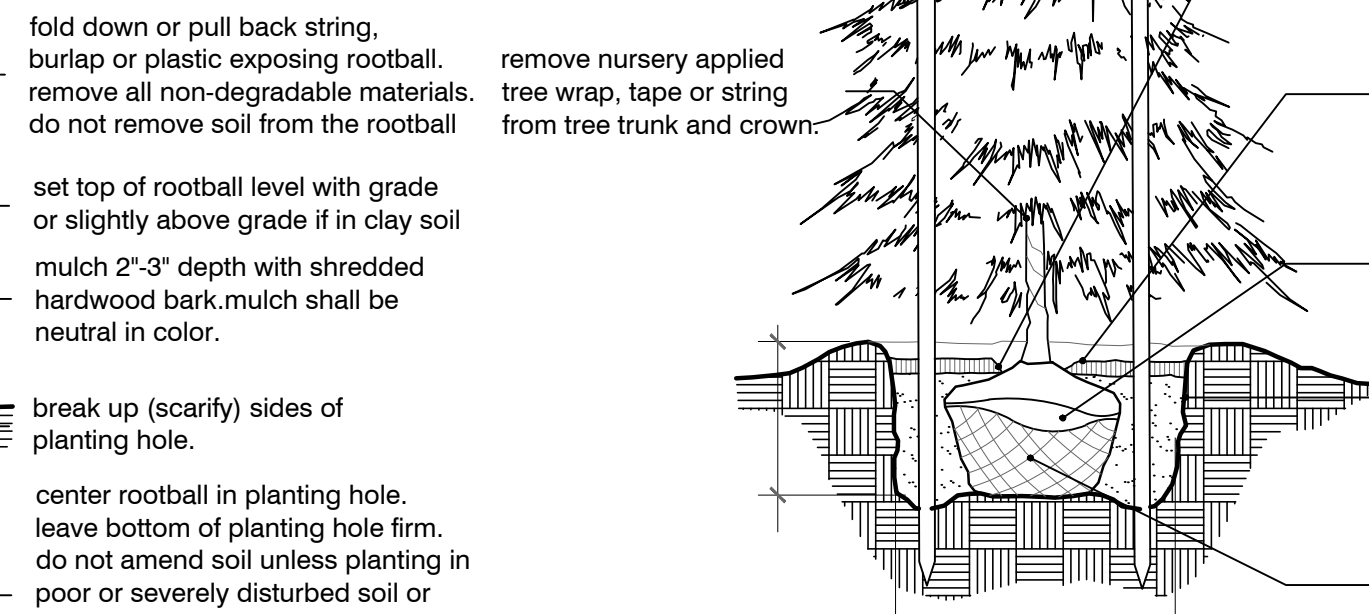 fold down or pull back string,
burlap or plastic exposing rootball.
remove all non-degradable materials.
do not remove soil from the rootball
set top of rootball level with grade
or slightly above grade if in clay soil
mulch 2"-3" depth with shredded
hardwood bark.mulch shall be
neutral in color.
break up (scarify) sides of
planting hole.
center rootball in planting hole.
leave bottom of planting hole firm.
do not amend soil unless planting in
poor or severely disturbed soil or
remove nursery applied
tree wrap, tape or string
from tree trunk and crown.